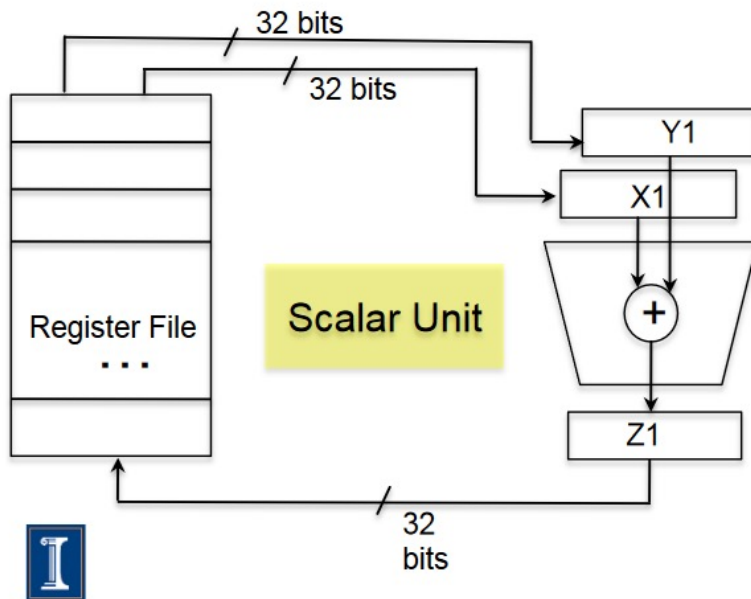 32 bits
32 bits
Y1
X1
Register File
...
Scalar Unit
+
Z1
32
bits
I